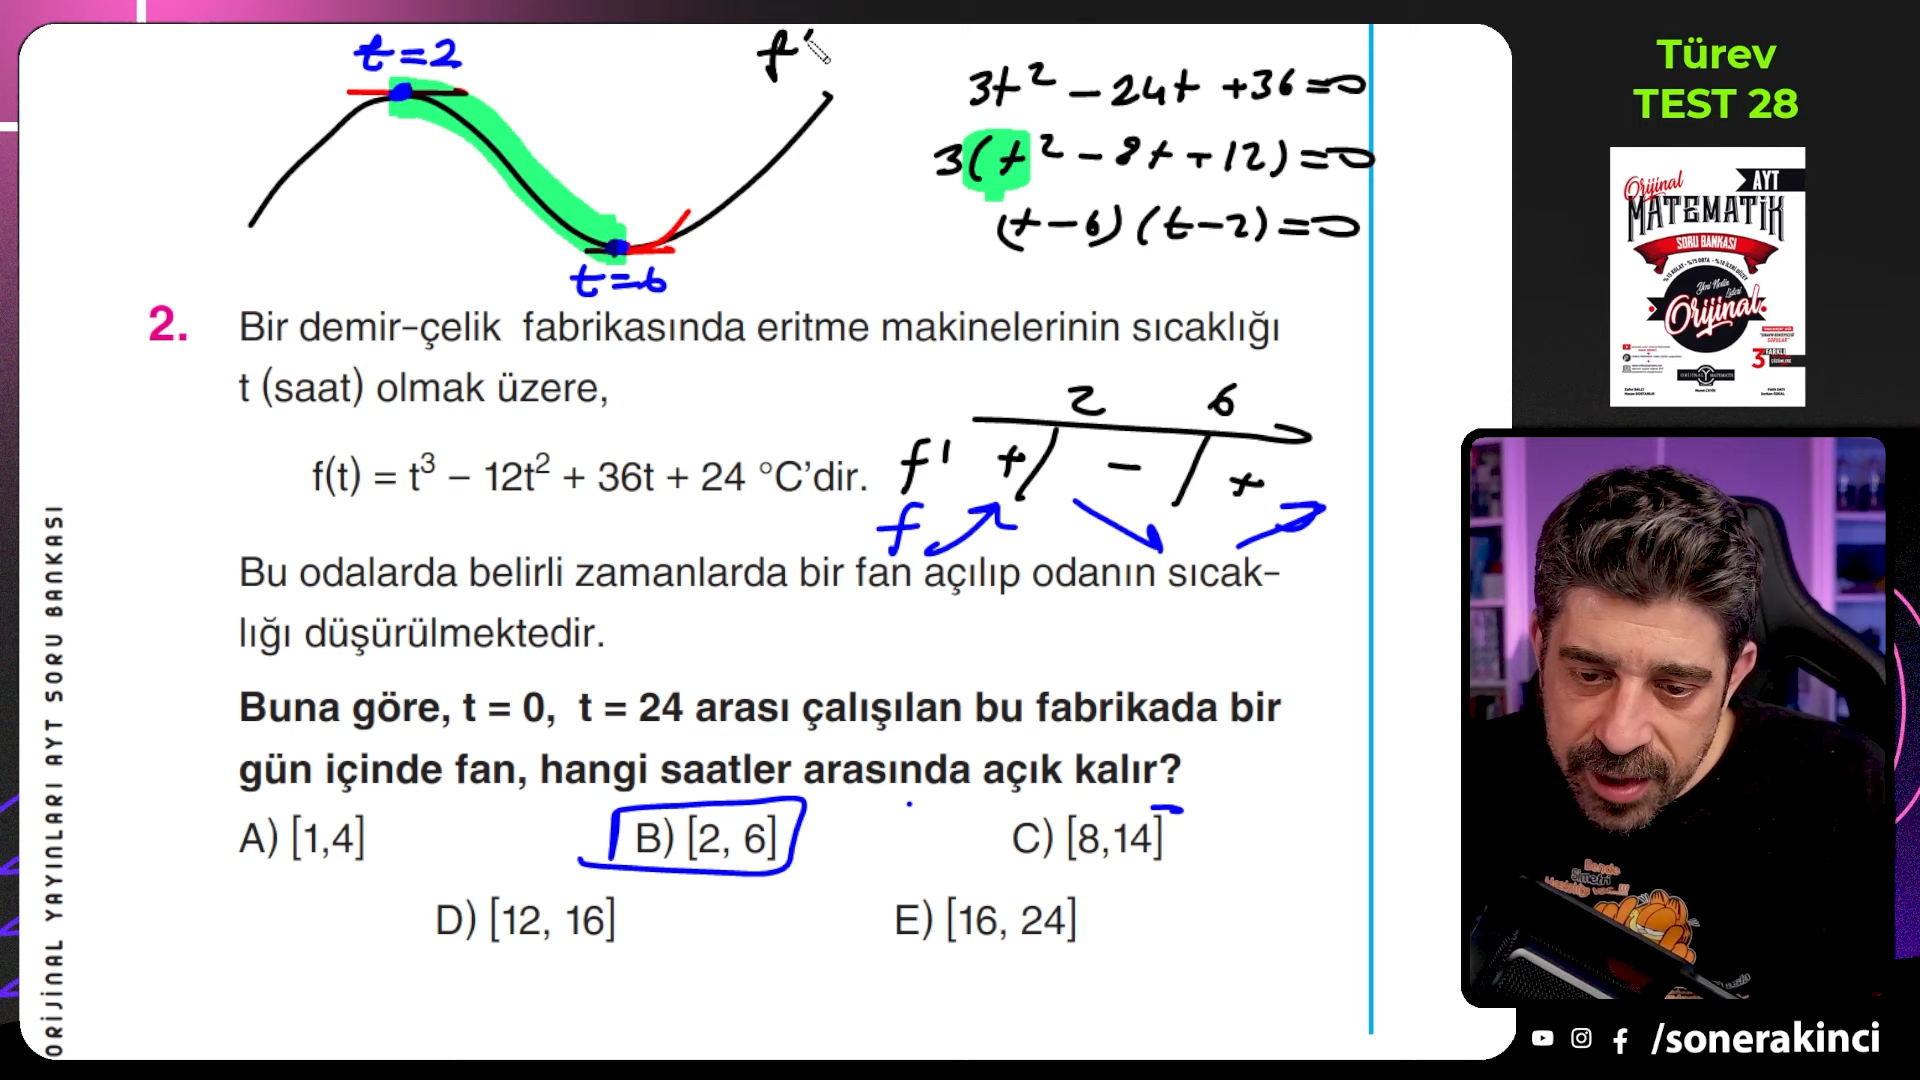 t=2
f'
3t² - 24t + 36 = 0
3(t² - 8t + 12) = 0
(t-6)(t-2) = 0
t=6
2. Bir demir-çelik fabrikasında eritme makinelerinin sıcaklığı
t (saat) olmak üzere,
2 6
f(t) = t³ – 12t² + 36t + 24 °C’dir.
f' + - +
f
Bu odalarda belirli zamanlarda bir fan açılıp odanın sıcak-
lığı düşürülmektedir.
Buna göre, t = 0, t = 24 arası çalışılan bu fabrikada bir
gün içinde fan, hangi saatler arasında açık kalır?
A) [1,4] B) [2, 6] C) [8,14]
D) [12, 16] E) [16, 24]
ORİJİNAL YAYINLARI AYT SORU BANKASI
Türev
TEST 28
Orijinal AYT
MATEMATİK
SORU BANKASI
Orijinal
3 FARKLI
/sonerakinci